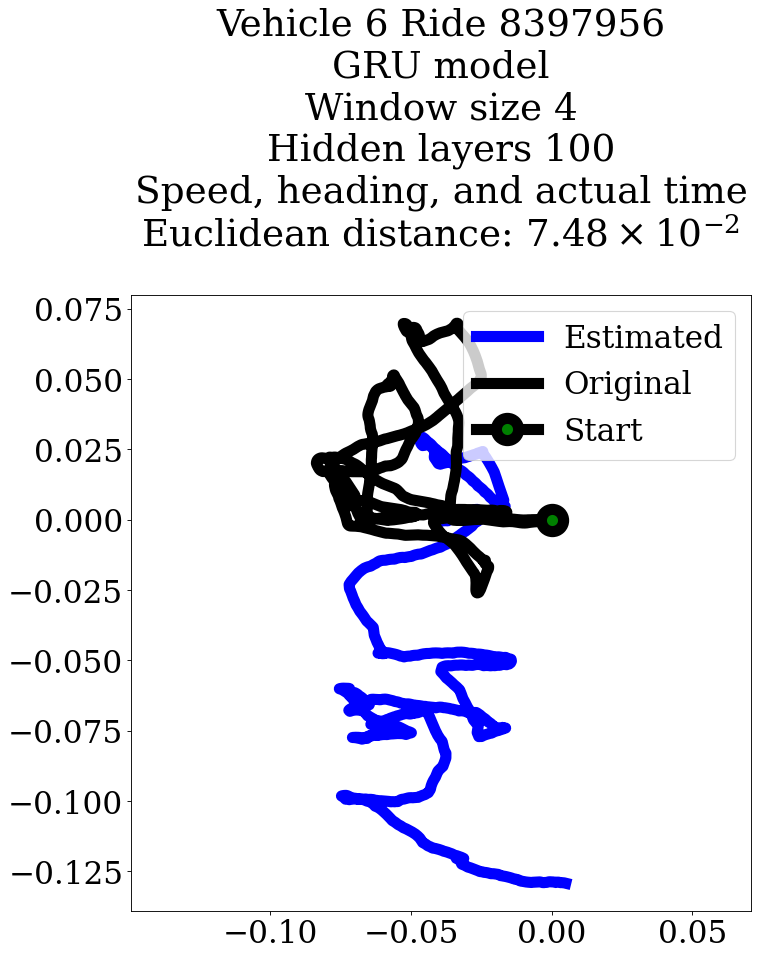 Vehicle 6 Ride 8397956
GRU model
Window size 4
Hidden layers 100
Speed, heading, and actual time
Euclidean distance: 7.48 × 10⁻²
Estimated
Original
Start
0.075
0.050
0.025
0.000
−0.025
−0.050
−0.075
−0.100
−0.125
−0.10
−0.05
0.00
0.05